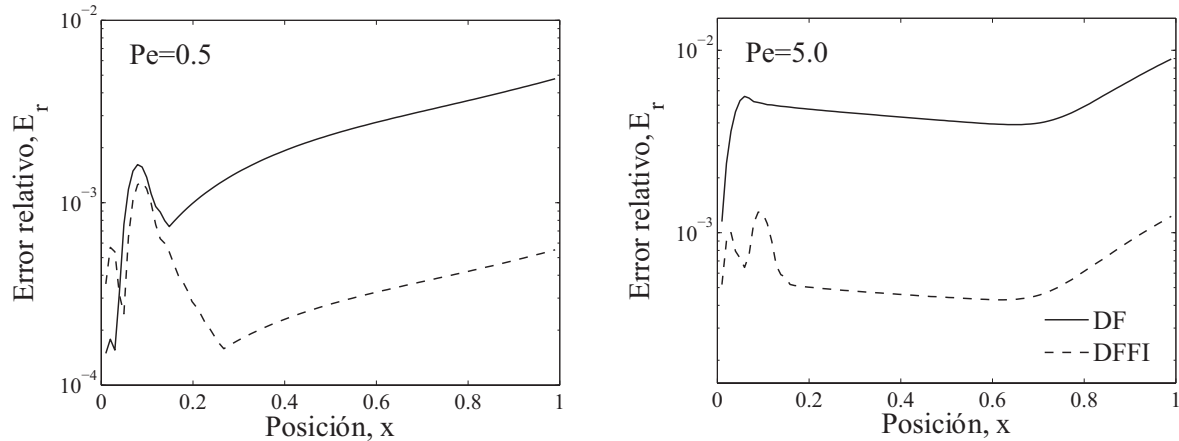 10^-2
Pe=0.5
10^-3
10^-4
Error relativo, E_r
0 0.2 0.4 0.6 0.8 1
Posición, x
10^-2
Pe=5.0
10^-3
Error relativo, E_r
DF
DFFI
0 0.2 0.4 0.6 0.8 1
Posición, x